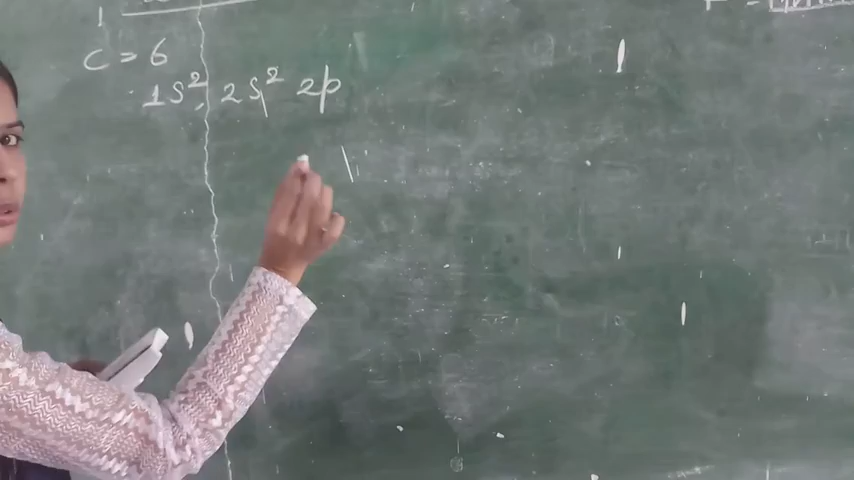 C = 6
1S², 2S² 2p